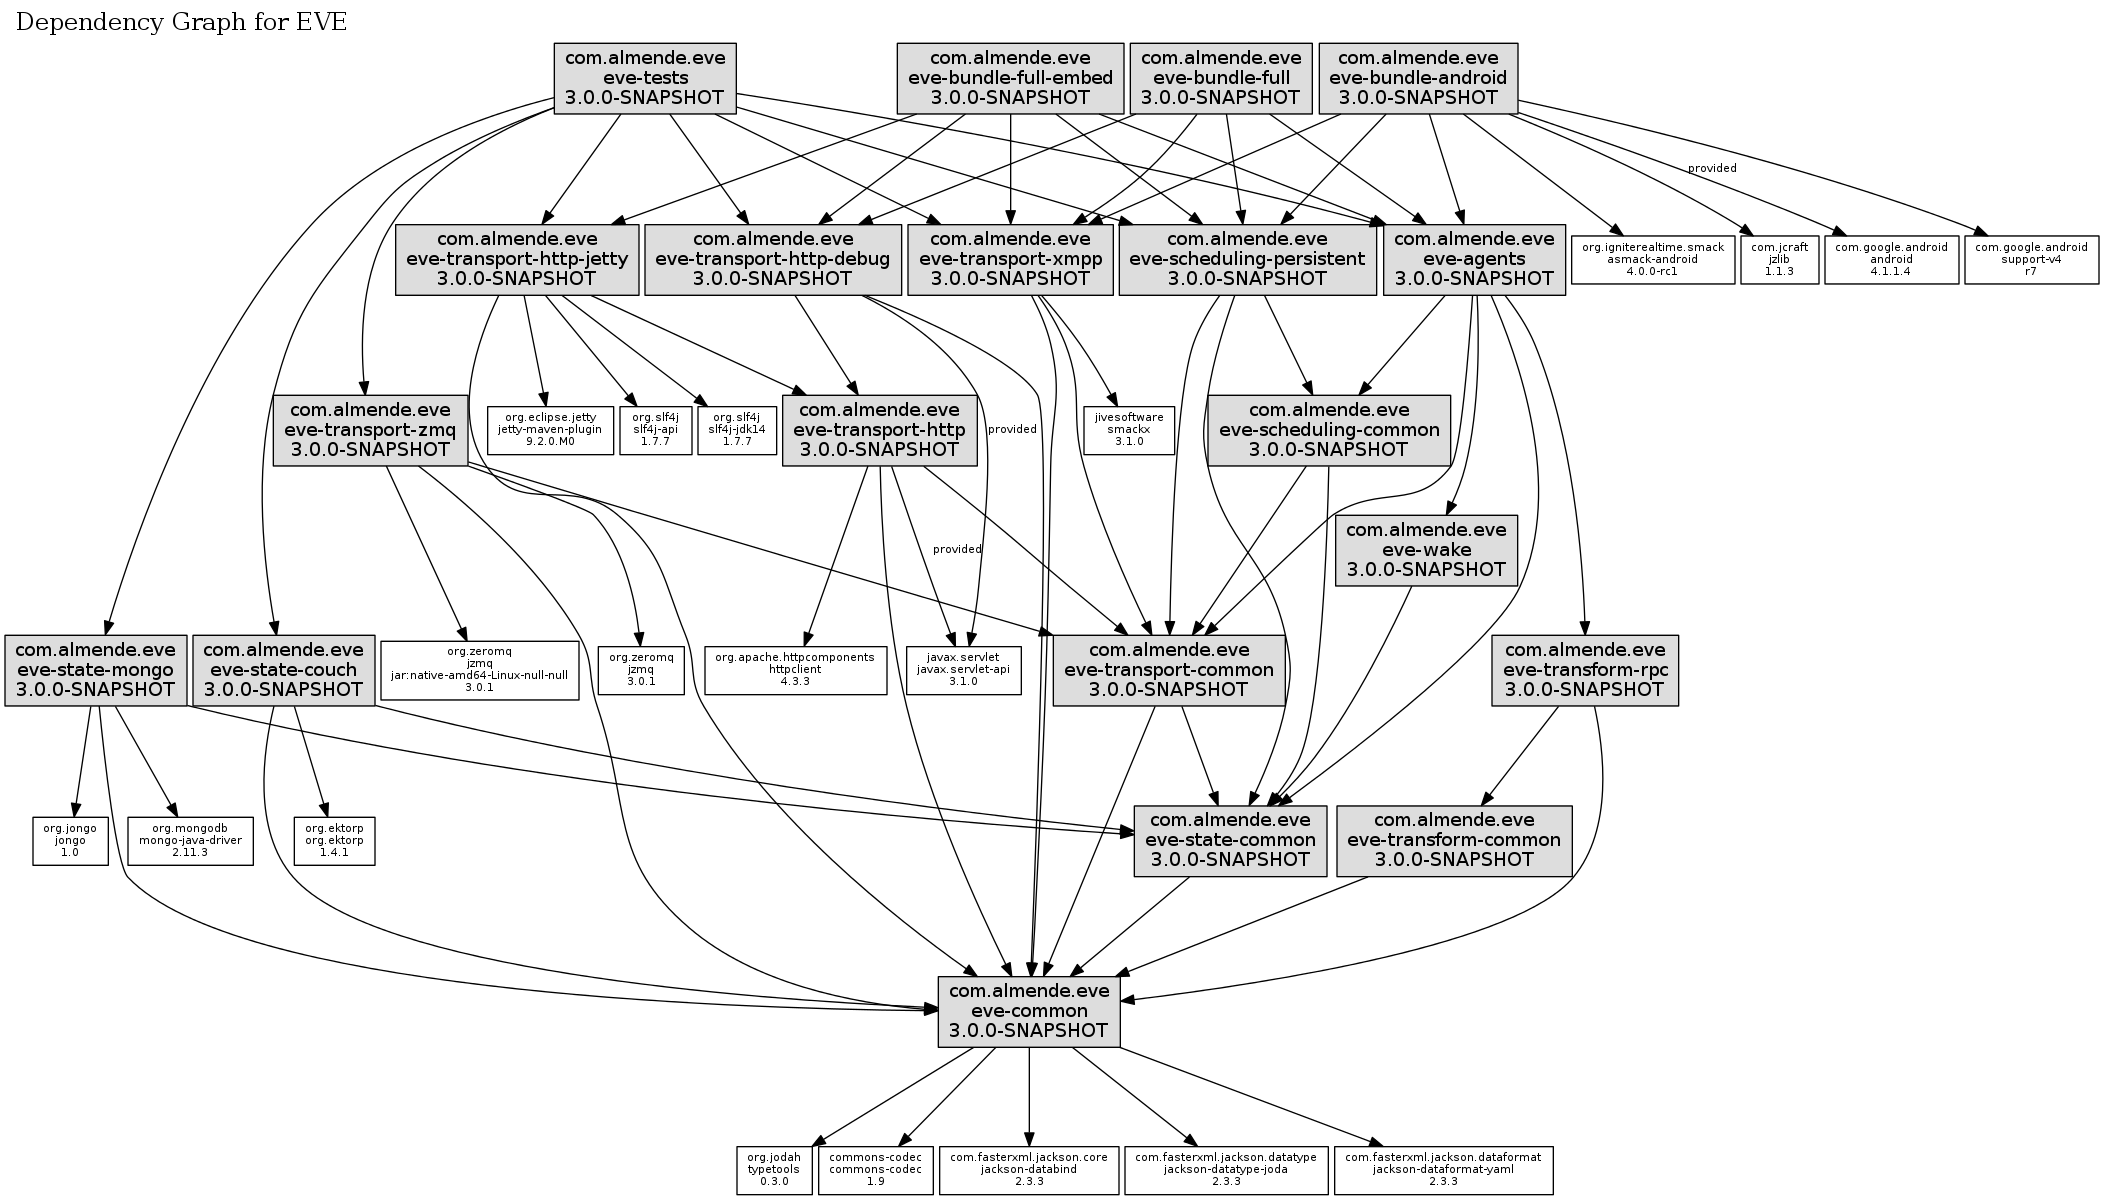 Dependency Graph for EVE
com.almende.eve
eve-tests
3.0.0-SNAPSHOT
com.almende.eve
eve-bundle-full-embed
3.0.0-SNAPSHOT
com.almende.eve
eve-bundle-full
3.0.0-SNAPSHOT
com.almende.eve
eve-bundle-android
3.0.0-SNAPSHOT
provided
com.almende.eve
eve-transport-http-jetty
3.0.0-SNAPSHOT
com.almende.eve
eve-transport-http-debug
3.0.0-SNAPSHOT
com.almende.eve
eve-transport-xmpp
3.0.0-SNAPSHOT
com.almende.eve
eve-scheduling-persistent
3.0.0-SNAPSHOT
com.almende.eve
eve-agents
3.0.0-SNAPSHOT
org.igniterealtime.smack
asmack-android
4.0.0-rc1
com.jcraft
jzlib
1.1.3
com.google.android
android
4.1.1.4
com.google.android
support-v4
r7
com.almende.eve
eve-transport-zmq
3.0.0-SNAPSHOT
org.eclipse.jetty
jetty-maven-plugin
9.2.0.M0
org.slf4j
slf4j-api
1.7.7
org.slf4j
slf4j-jdk14
1.7.7
com.almende.eve
eve-transport-http
3.0.0-SNAPSHOT
provided
jivesoftware
smackx
3.1.0
com.almende.eve
eve-scheduling-common
3.0.0-SNAPSHOT
provided
com.almende.eve
eve-wake
3.0.0-SNAPSHOT
com.almende.eve
eve-state-mongo
3.0.0-SNAPSHOT
com.almende.eve
eve-state-couch
3.0.0-SNAPSHOT
org.zeromq
jzmq
jar:native-amd64-Linux-null-null
3.0.1
org.zeromq
jzmq
3.0.1
org.apache.httpcomponents
httpclient
4.3.3
javax.servlet
javax.servlet-api
3.1.0
com.almende.eve
eve-transport-common
3.0.0-SNAPSHOT
com.almende.eve
eve-transform-rpc
3.0.0-SNAPSHOT
org.jongo
jongo
1.0
org.mongodb
mongo-java-driver
2.11.3
org.ektorp
org.ektorp
1.4.1
com.almende.eve
eve-state-common
3.0.0-SNAPSHOT
com.almende.eve
eve-transform-common
3.0.0-SNAPSHOT
com.almende.eve
eve-common
3.0.0-SNAPSHOT
org.jodah
typetools
0.3.0
commons-codec
commons-codec
1.9
com.fasterxml.jackson.core
jackson-databind
2.3.3
com.fasterxml.jackson.datatype
jackson-datatype-joda
2.3.3
com.fasterxml.jackson.dataformat
jackson-dataformat-yaml
2.3.3